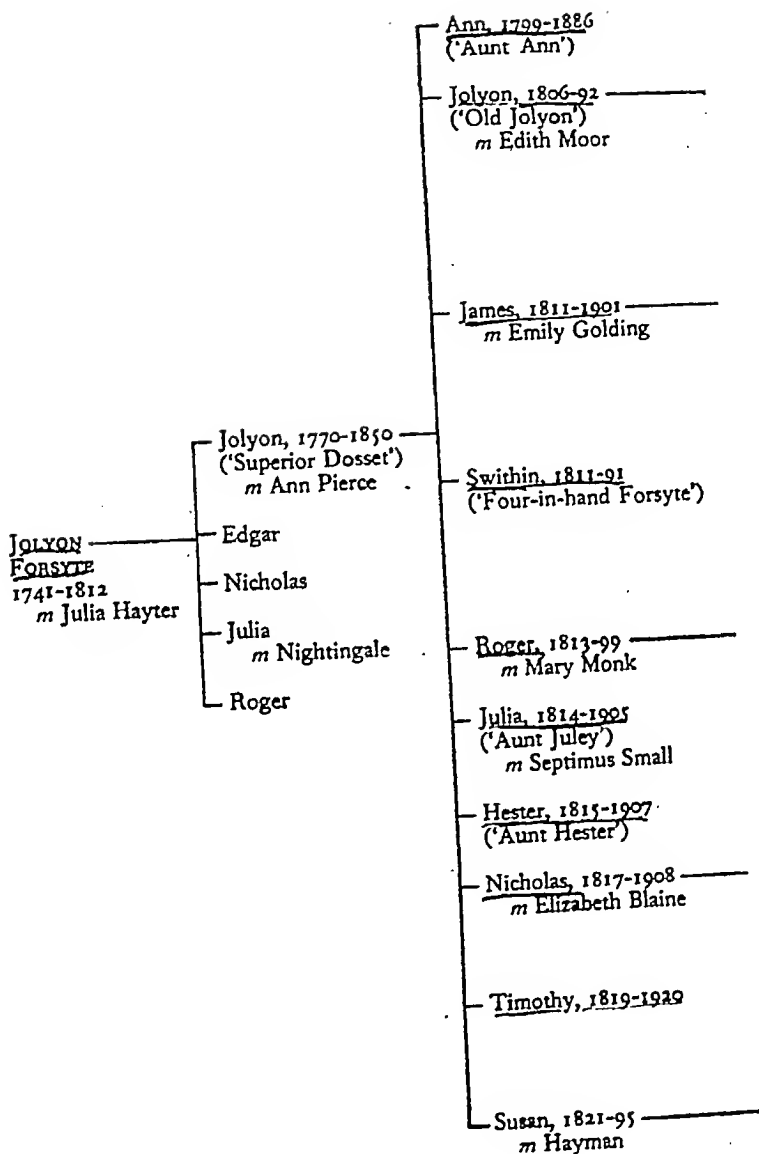 JOLYON
FORSYTE
1741-1812
m Julia Hayter
Jolyon, 1770-1850
('Superior Dosset')
m Ann Pierce
Edgar
Nicholas
Julia
m Nightingale
Roger
Ann, 1799-1886
('Aunt Ann')
Jolyon, 1806-92
('Old Jolyon')
m Edith Moor
James, 1811-1901
m Emily Golding
Swithin, 1811-91
('Four-in-hand Forsyte')
Roger, 1813-99
m Mary Monk
Julia, 1814-1905
('Aunt Juley')
m Septimus Small
Hester, 1815-1907
('Aunt Hester')
Nicholas, 1817-1908
m Elizabeth Blaine
Timothy, 1819-1920
Susan, 1821-95
m Hayman